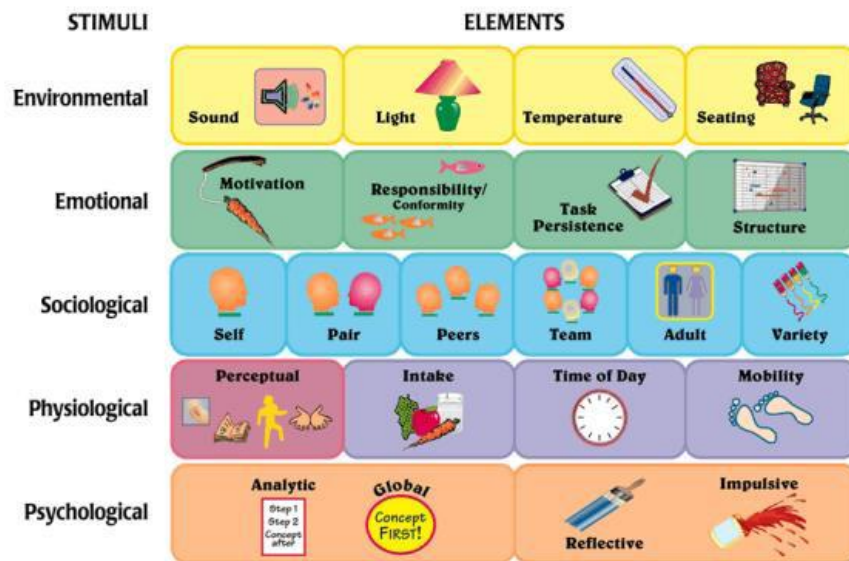 STIMULI ELEMENTS
Environmental
Sound Light Temperature Seating
Emotional
Motivation
Responsibility/
Conformity
Task
Persistence
Structure
Sociological
Self Pair Peers Team Adult Variety
Physiological
Perceptual Intake Time of Day Mobility
Psychological
Analytic
Step 1
Step 2
Concept
after
Global
Concept
FIRST!
Reflective
Impulsive